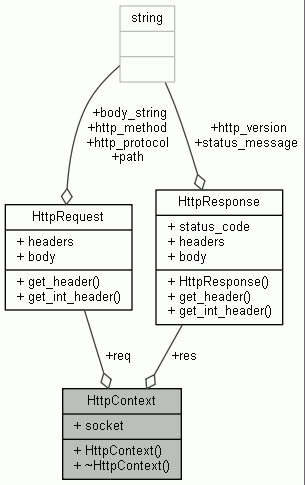 string
+body_string
+http_method
+http_protocol
+path
+http_version
+status_message
HttpRequest
+ headers
+ body
+ get_header()
+ get_int_header()
HttpResponse
+ status_code
+ headers
+ body
+ HttpResponse()
+ get_header()
+ get_int_header()
+req
+res
HttpContext
+ socket
+ HttpContext()
+ ~HttpContext()